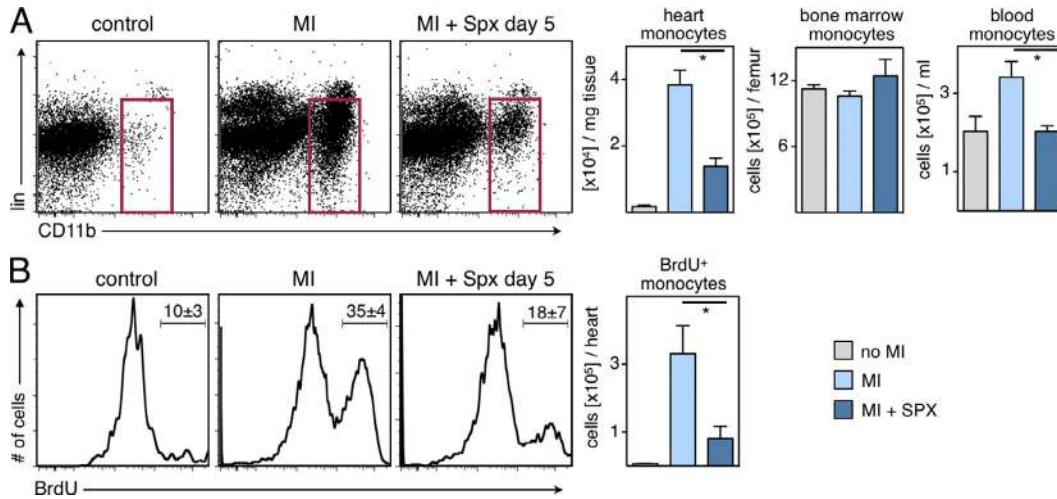 A
control
MI
MI + Spx day 5
lin
CD11b
heart
monocytes
[x10⁴] / mg tissue
4
2
bone marrow
monocytes
cells [x10⁵] / femur
12
6
blood
monocytes
cells [x10⁵] / ml
3
1
*
*
B
control
MI
MI + Spx day 5
10±3
35±4
18±7
# of cells
BrdU
BrdU⁺
monocytes
cells [x10⁵] / heart
3
1
*
no MI
MI
MI + SPX